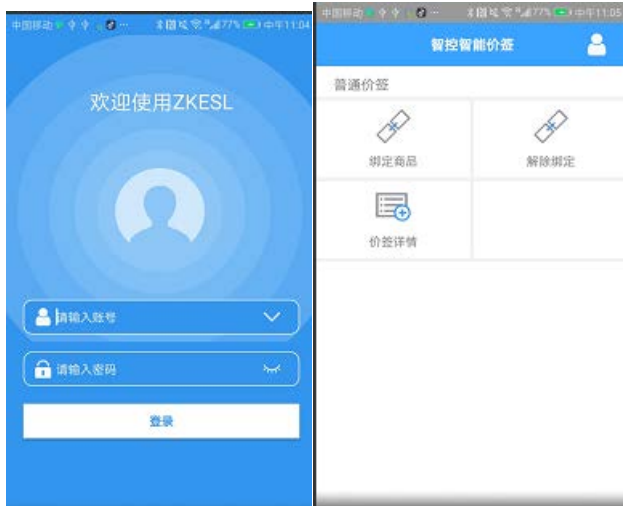 中国移动
77%
中午11:04
欢迎使用ZKESL
请输入账号
请输入密码
登录
中国移动
77%
中午11:05
智控智能价签
普通价签
绑定商品
解除绑定
价签详情